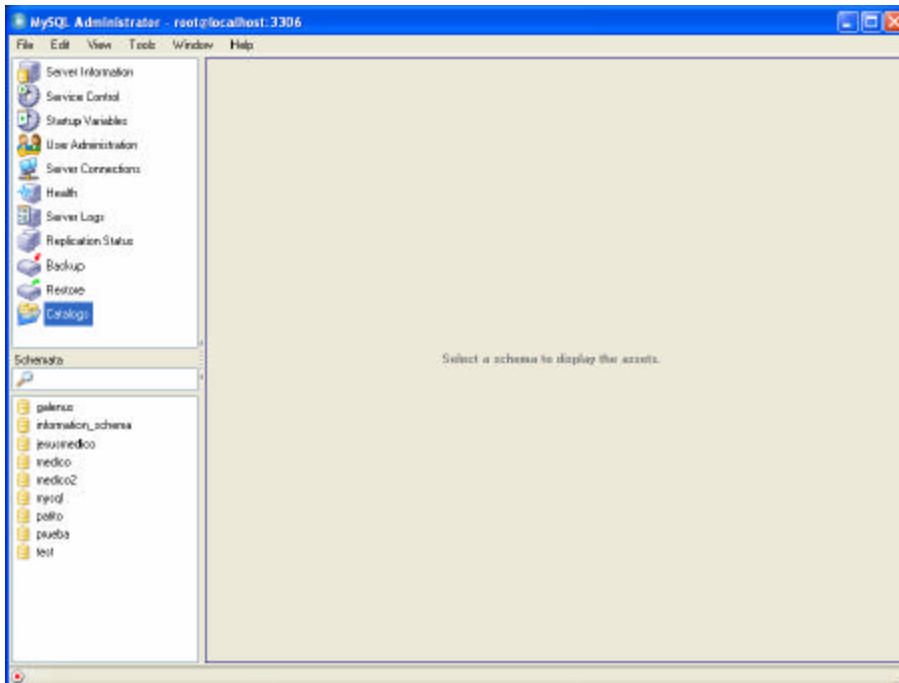 MySQL Administrator - root@localhost:3306
File Edit View Tools Window Help
Server Information
Service Control
Startup Variables
User Administration
Server Connections
Health
Server Logs
Replication Status
Backup
Restore
Catalogs
Schemata
Select a schema to display the assets.
galenus
information_schema
jesusmedico
medico
medico2
mysql
prueba
test